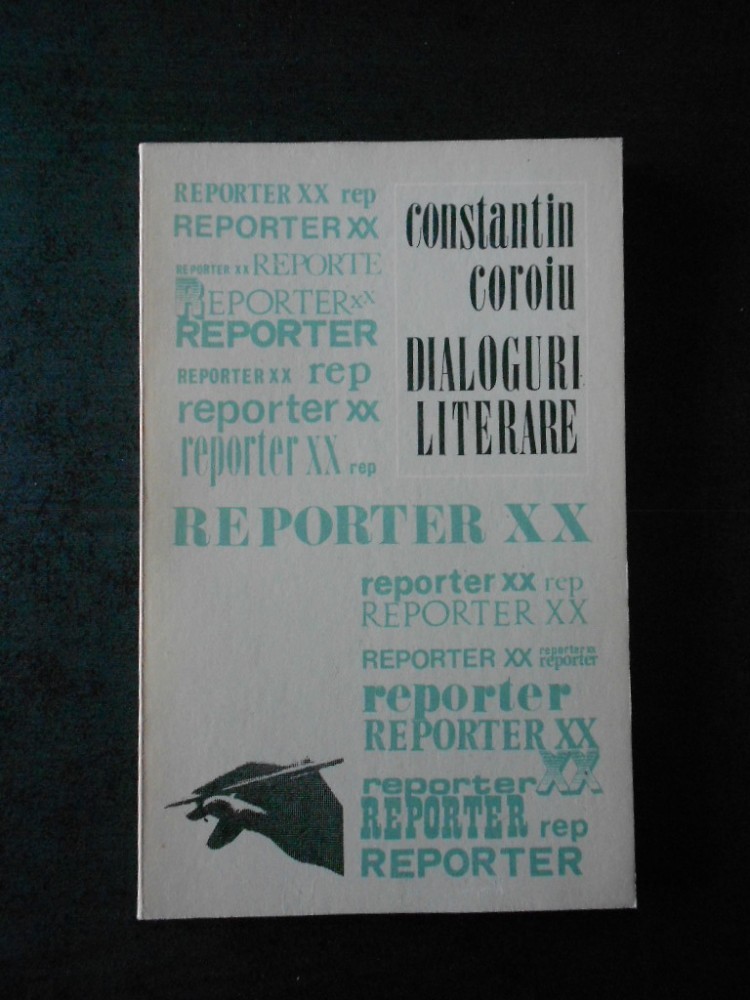 REPORTER XX rep
REPORTER XX
REPORTER XX REPORTE
REPORTER XX
REPORTER
REPORTER XX rep
reporter XX
reporter XX rep
constantin
coroiu
DIALOGURI
LITERARE
REPORTER XX
reporter XX rep
REPORTER XX
REPORTER XX reporter xx
reporter
reporter
REPORTER XX
reporter XX
REPORTER rep
REPORTER